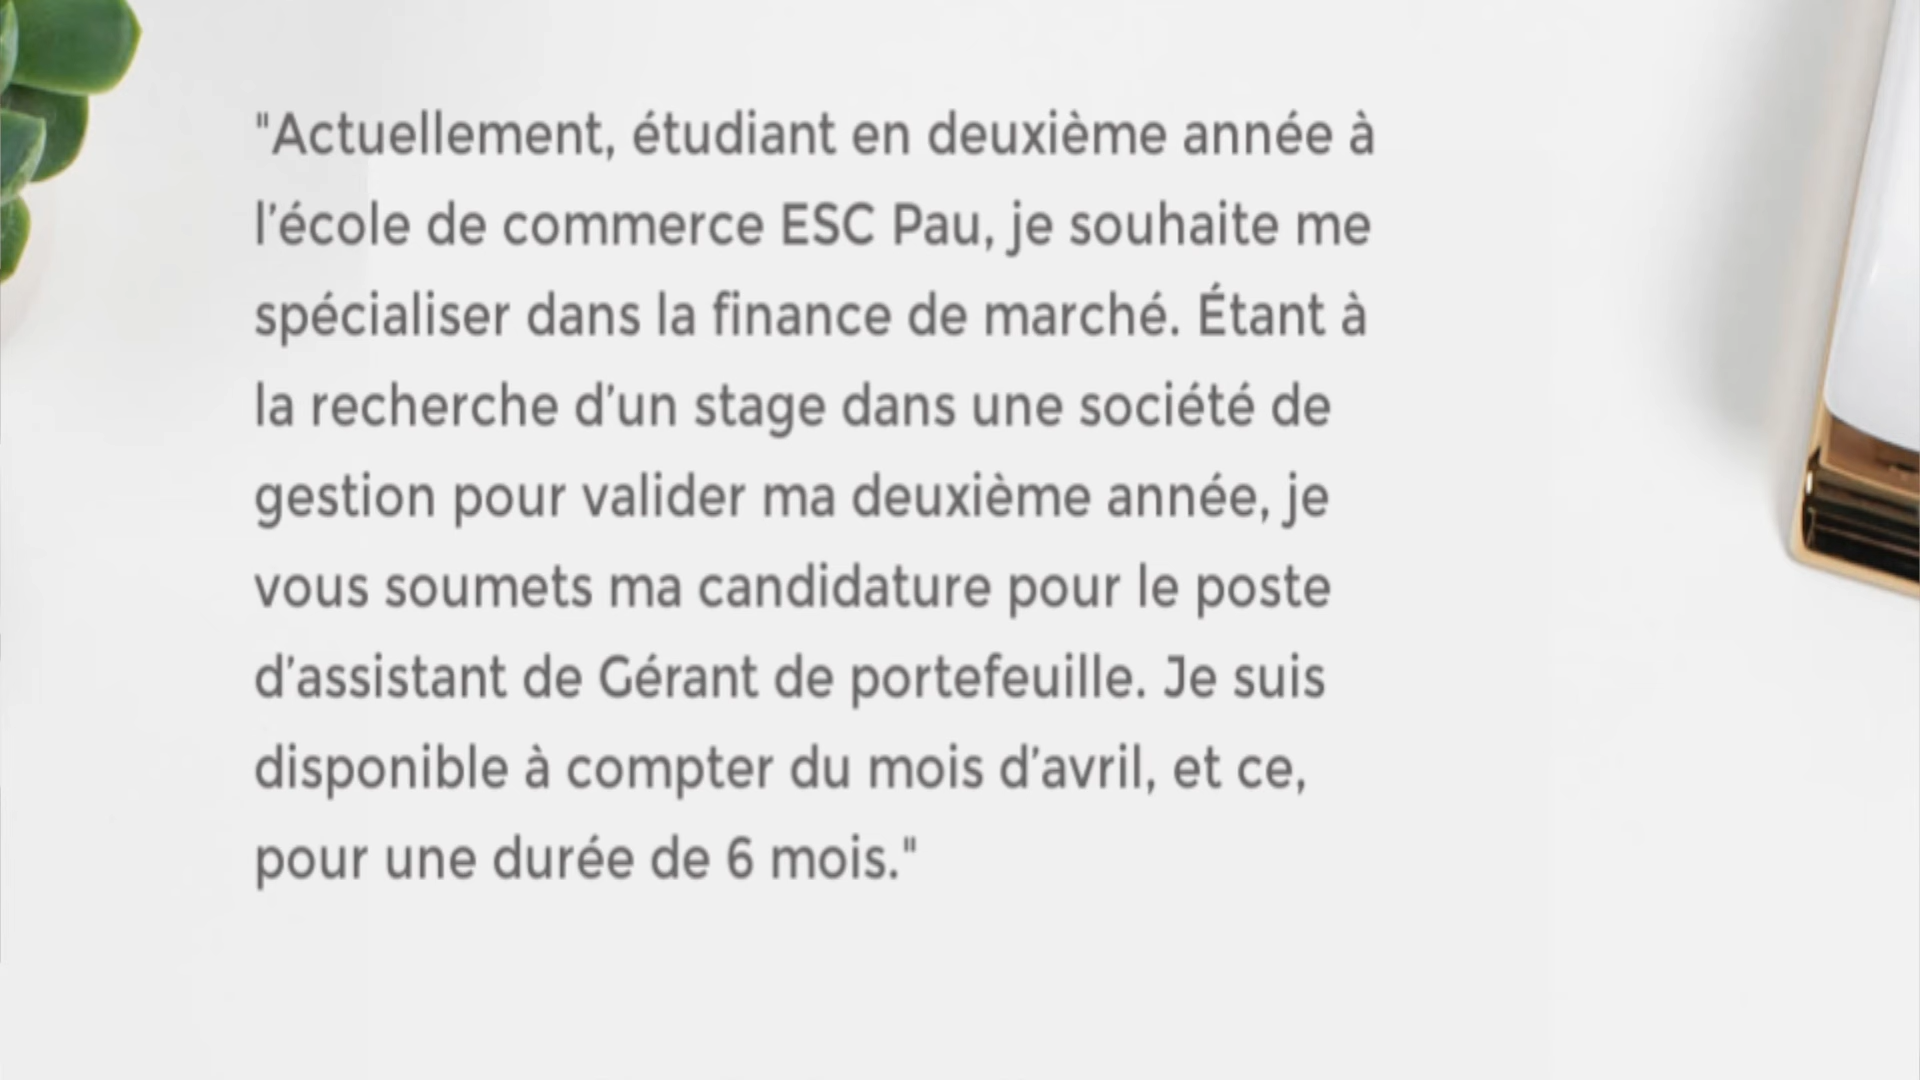 "Actuellement, étudiant en deuxième année à
l’école de commerce ESC Pau, je souhaite me
spécialiser dans la finance de marché. Étant à
la recherche d’un stage dans une société de
gestion pour valider ma deuxième année, je
vous soumets ma candidature pour le poste
d’assistant de Gérant de portefeuille. Je suis
disponible à compter du mois d’avril, et ce,
pour une durée de 6 mois."